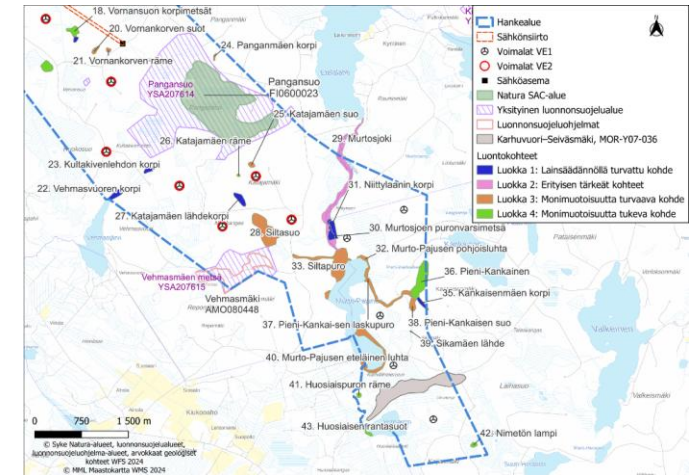 18. Vornansuon korpimetsät
20. Vornankorven suot
21. Vornankorven räme
24. Panganmäen korpi
Pangansuo
YSA207614
Pangansuo
FI0600023
25. Katajamäen suo
26. Katajamäen räme
23. Kultakivenlehdon korpi
22. Vehmasvuoren korpi
27. Katajamäen lähdekorpi
28. Siltasuo
29. Murtosjoki
31. Niittylaänin korpi
30. Murtosjoen puronvarsimetsä
32. Murto-Pajusen pohjoisluhta
33. Siltapuro
36. Pieni-Kankainen
35. Kankaisenmäen korpi
Vehmasmäen metsä
YSA207615
Vehmasmäki
AMO080448
37. Pieni-Kankai-sen laskupuro
38. Pieni-Kankaisen suo
39. Sikamäen lähde
40. Murto-Pajusen eteläinen luhta
41. Huosiaispuron räme
43. Huosiaisenrantasuot
42. Nimetön lampi
Hankealue
Sähkönsiirto
Voimalat VE1
Voimalat VE2
Sähköasema
Natura SAC-alue
Yksityinen luonnonsuojelualue
Luonnonsuojeluohjelmat
Karhuvuori–Seiväsmäki, MOR-Y07-036
Luontokohteet
Luokka 1: Lainsäädännöllä turvattu kohde
Luokka 2: Erityisen tärkeät kohteet
Luokka 3: Monimuotoisuutta turvaava kohde
Luokka 4: Monimuotoisuutta tukeva kohde
0 750 1 500 m
© Syke Natura-alueet, luonnonsuojelualueet,
luonnonsuojeluohjelma-alueet, arvokkaat geologiset
kohteet WFS 2024
© MML Maastokartta WMS 2024